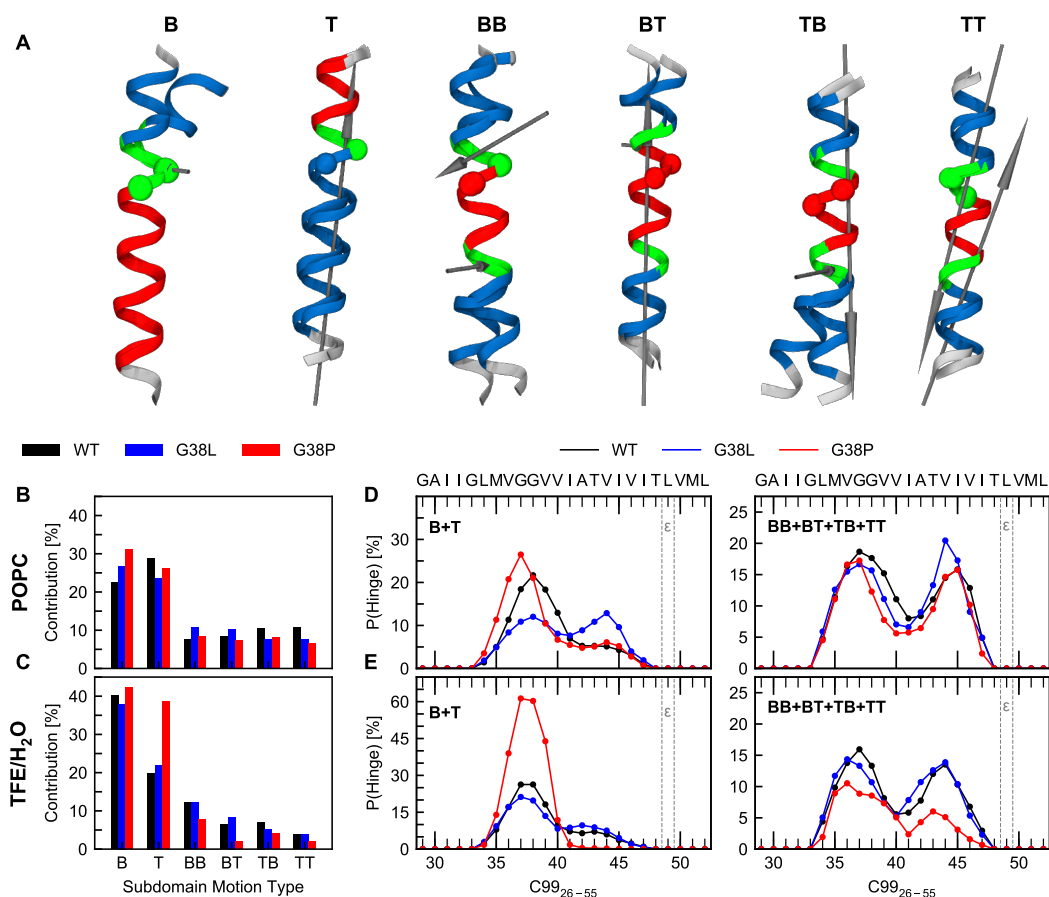 A
B T BB BT TB TT
WT G38L G38P
WT G38L G38P
B
POPC
Contribution [%]
40
30
20
10
0
C
TFE/H₂O
Contribution [%]
40
30
20
10
0
B T BB BT TB TT
Subdomain Motion Type
D
GA I I GLMVGGVV I ATV I V I T L VML
B+T
ε
P(Hinge) [%]
30
20
10
0
GA I I GLMVGGVV I ATV I V I T L VML
BB+BT+TB+TT
ε
25
20
15
10
5
0
E
B+T
ε
P(Hinge) [%]
60
45
30
15
0
30 35 40 45 50
C99₂₆₋₅₅
BB+BT+TB+TT
ε
25
20
15
10
5
0
30 35 40 45 50
C99₂₆₋₅₅